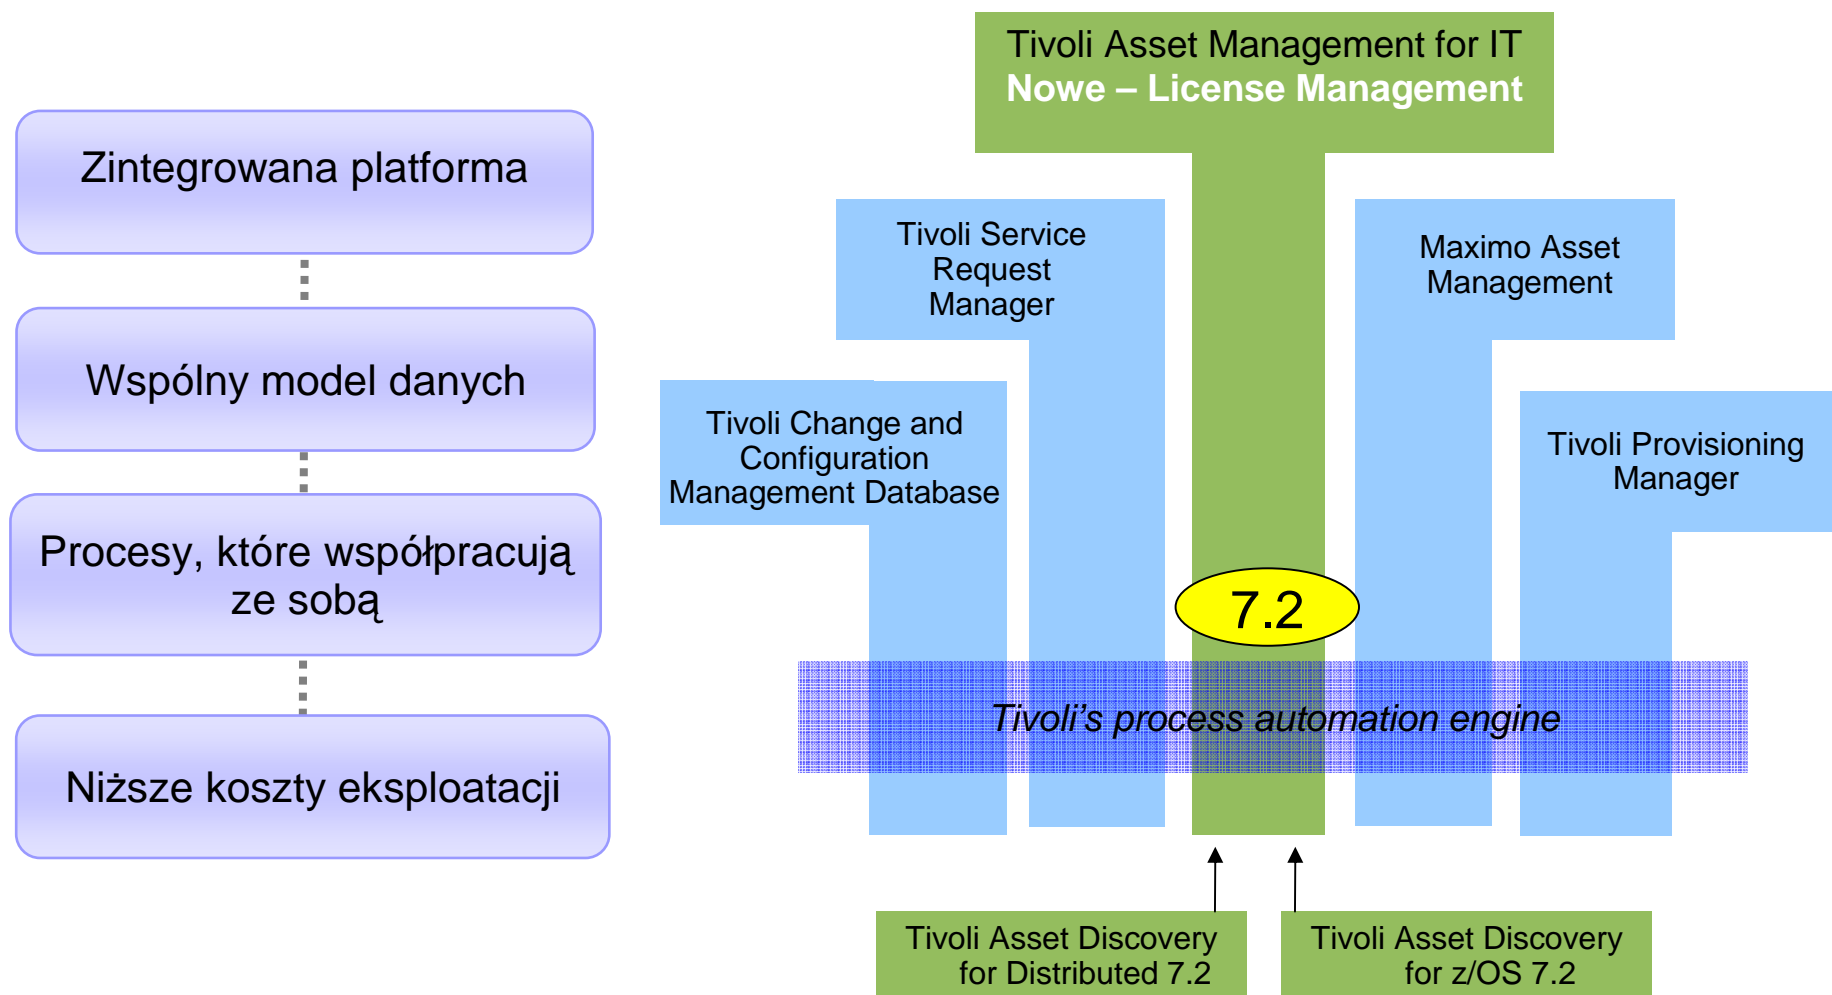 Zintegrowana platforma
Wspólny model danych
Procesy, które współpracują
ze sobą
Niższe koszty eksploatacji
Tivoli Asset Management for IT
Nowe – License Management
Tivoli Service
Request
Manager
Maximo Asset
Management
Tivoli Change and
Configuration
Management Database
Tivoli Provisioning
Manager
7.2
Tivoli’s process automation engine
Tivoli Asset Discovery
for Distributed 7.2
Tivoli Asset Discovery
for z/OS 7.2